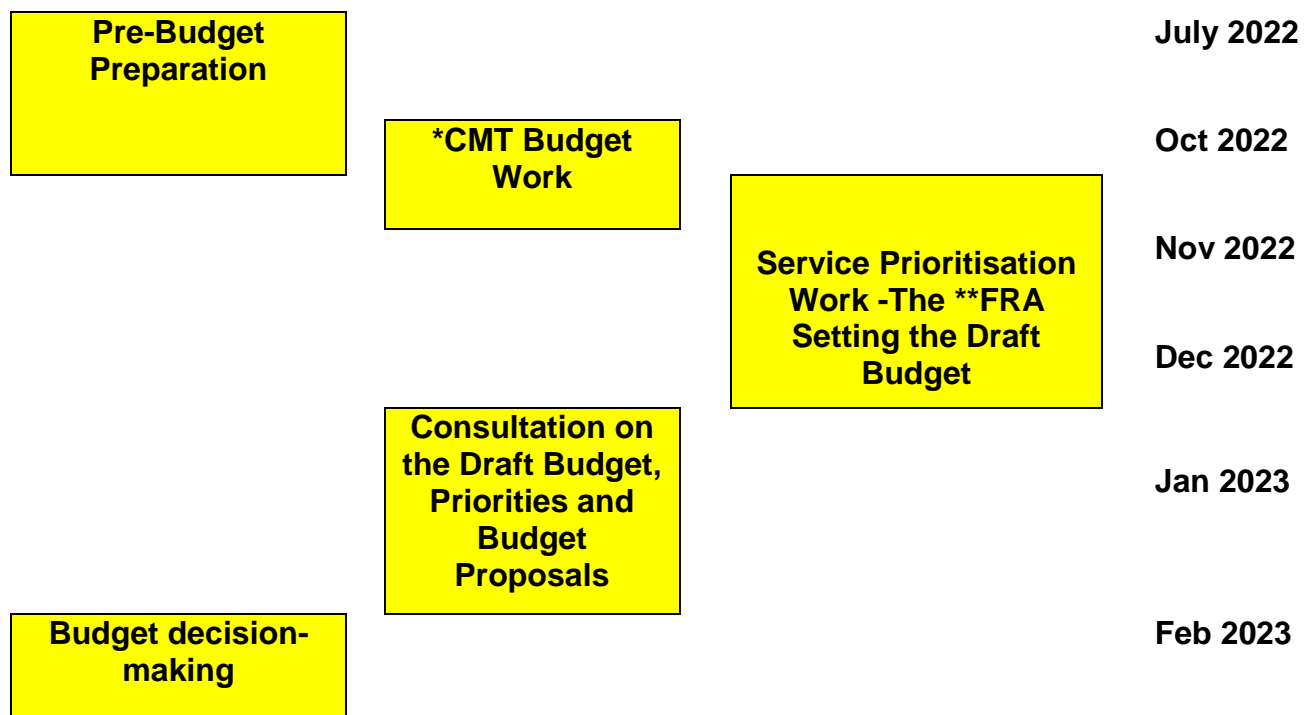 Pre-Budget
Preparation
July 2022
*CMT Budget
Work
Oct 2022
Service Prioritisation
Work -The **FRA
Setting the Draft
Budget
Nov 2022
Dec 2022
Consultation on
the Draft Budget,
Priorities and
Budget
Proposals
Jan 2023
Budget decision-
making
Feb 2023